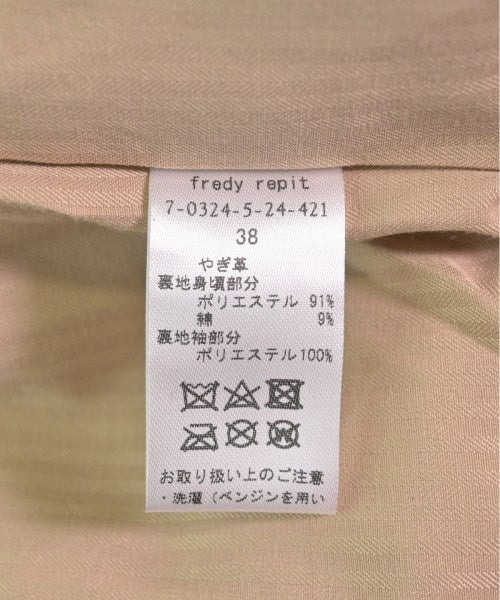 fredy repit
7-0324-5-24-421
38
やぎ革
裏地身頃部分
ポリエステル 91%
綿 9%
裏地袖部分
ポリエステル100%
お取り扱い上のご注意
・洗濯（ベンジンを用い